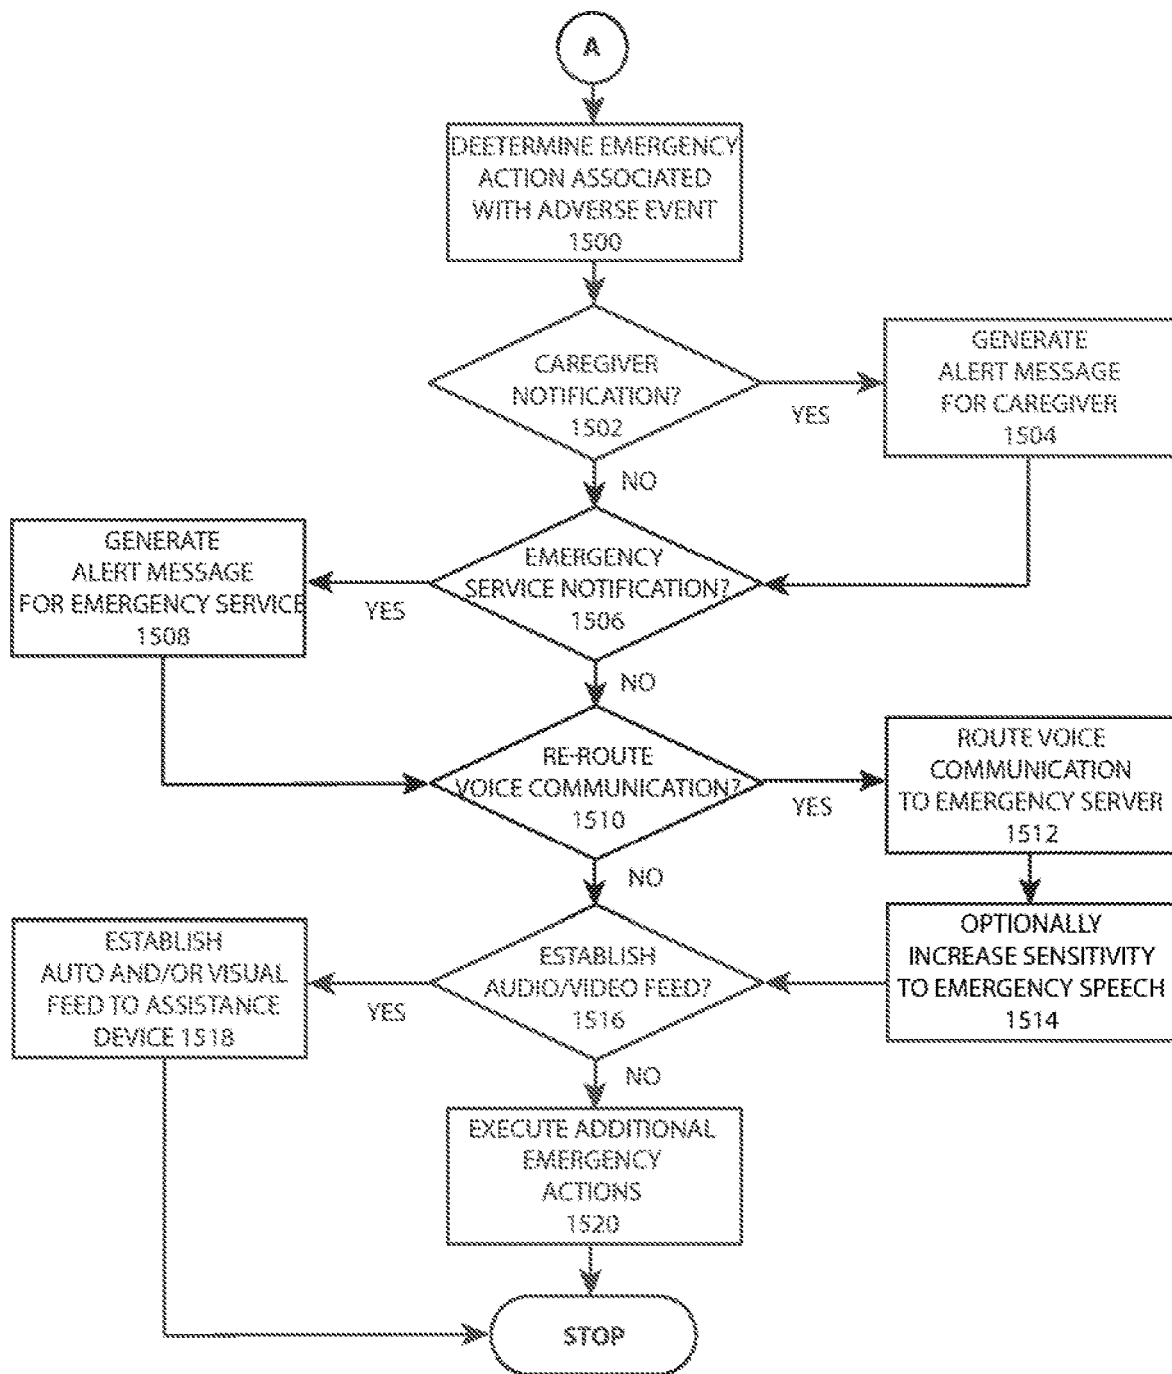 A
DEETERMINE EMERGENCY
ACTION ASSOCIATED
WITH ADVERSE EVENT
1500
CAREGIVER
NOTIFICATION?
1502
YES
GENERATE
ALERT MESSAGE
FOR CAREGIVER
1504
NO
GENERATE
ALERT MESSAGE
FOR EMERGENCY SERVICE
1508
YES
EMERGENCY
SERVICE NOTIFICATION?
1506
NO
RE-ROUTE
VOICE COMMUNICATION?
1510
YES
ROUTE VOICE
COMMUNICATION
TO EMERGENCY SERVER
1512
NO
OPTIONALLY
INCREASE SENSITIVITY
TO EMERGENCY SPEECH
1514
ESTABLISH
AUDIO/VIDEO FEED?
1516
YES
ESTABLISH
AUTO AND/OR VISUAL
FEED TO ASSISTANCE
DEVICE 1518
NO
EXECUTE ADDITIONAL
EMERGENCY
ACTIONS
1520
STOP